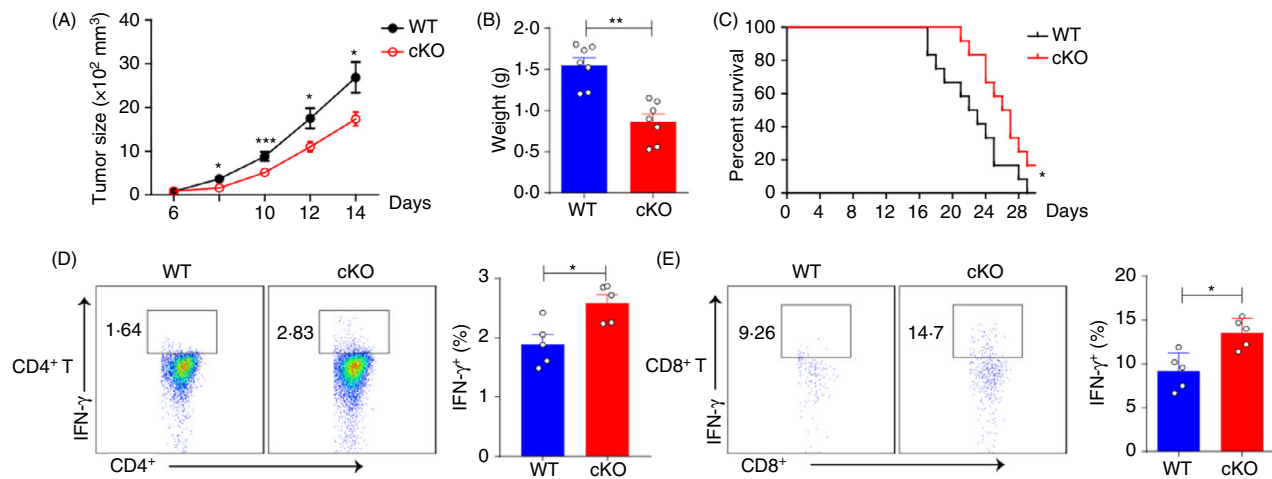 (A)
WT
cKO
Tumor size (×10² mm³)
40
30
20
10
0
*
***
*
*
6
10
12
14
Days
(B)
**
Weight (g)
2·0
1·5
1·0
0·5
0·0
WT
cKO
(C)
WT
cKO
Percent survival
100
80
60
40
20
0
*
0 4 8 12 16 20 24 28 Days
(D)
WT
cKO
1·64
2·83
CD4⁺ T
IFN-γ
CD4⁺
IFN-γ⁺ (%)
3
2
1
0
*
WT
cKO
(E)
WT
cKO
9·26
14·7
CD8⁺ T
IFN-γ
CD8⁺
IFN-γ⁺ (%)
20
15
10
5
0
*
WT
cKO